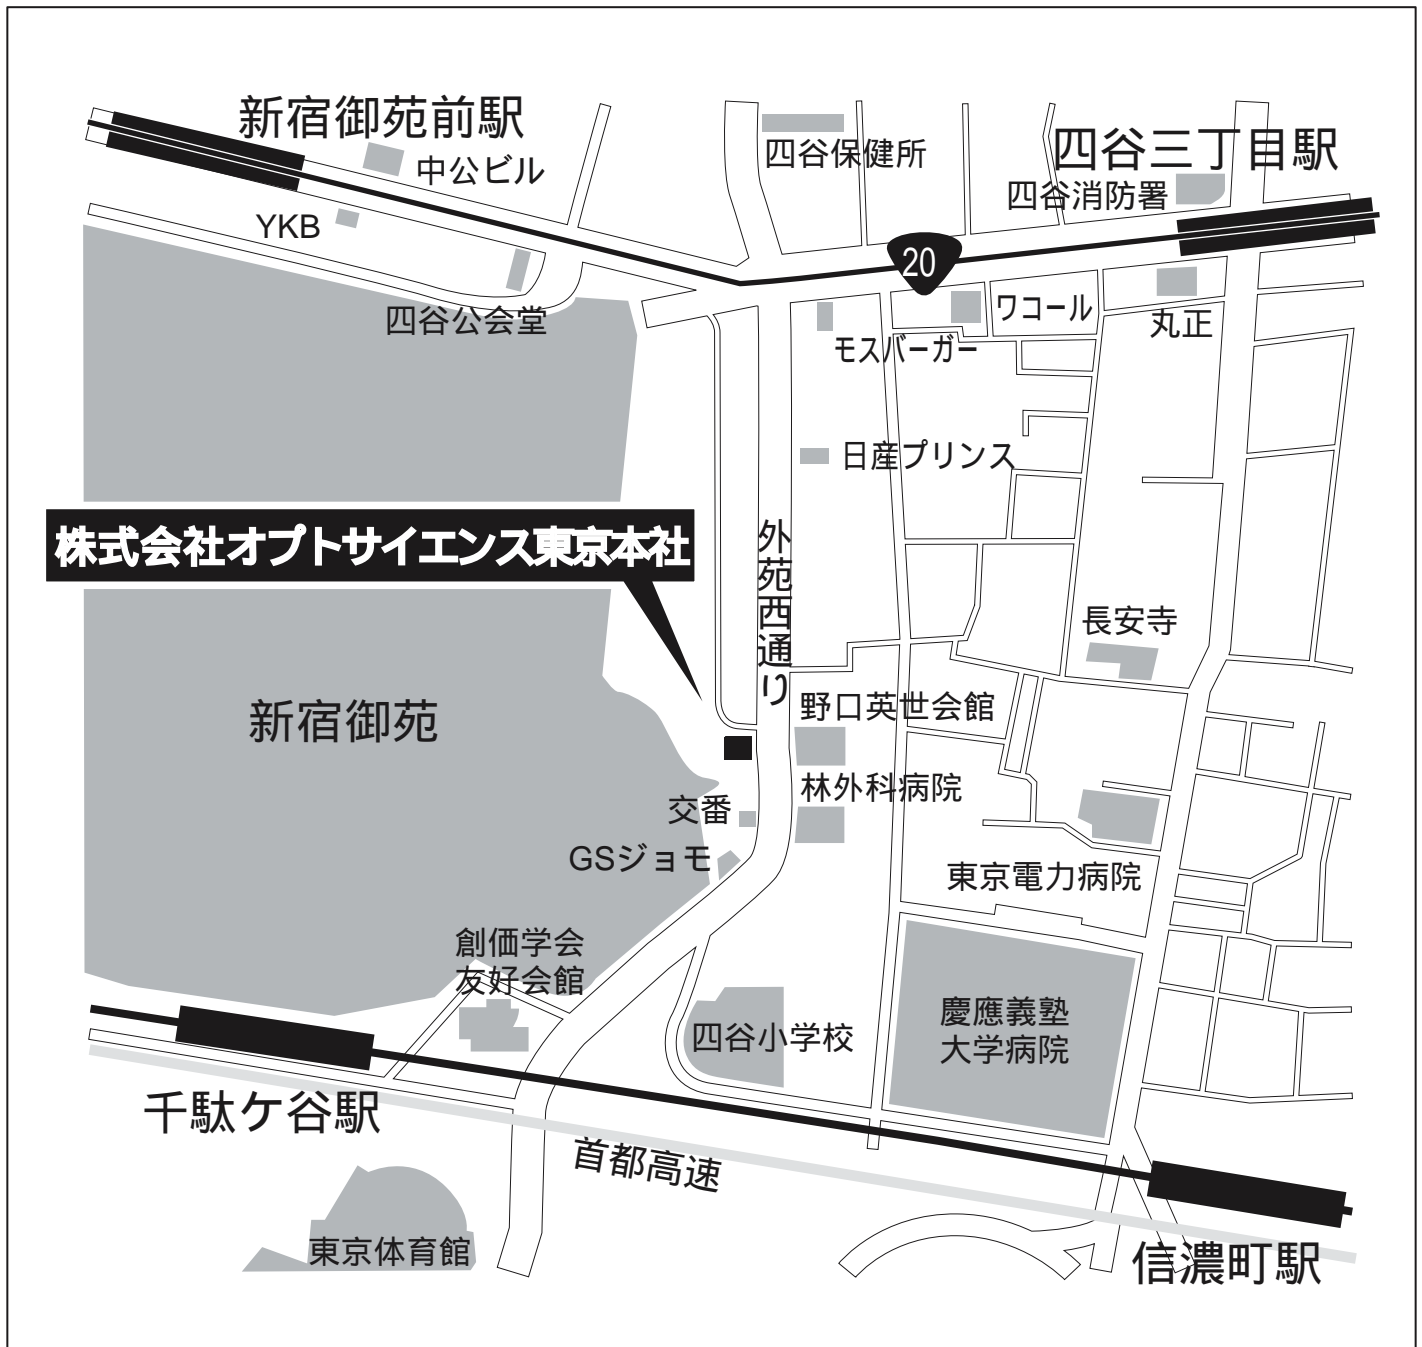 新宿御苑前駅
中公ビル
YKB
四谷公会堂
四谷保健所
四谷三丁目駅
四谷消防署
20
ワコール
丸正
モスバーガー
日産プリンス
株式会社オプトサイエンス東京本社
外苑西通り
長安寺
新宿御苑
野口英世会館
林外科病院
交番
GSジョモ
東京電力病院
創価学会
友好会館
四谷小学校
慶應義塾
大学病院
千駄ケ谷駅
首都高速
東京体育館
信濃町駅